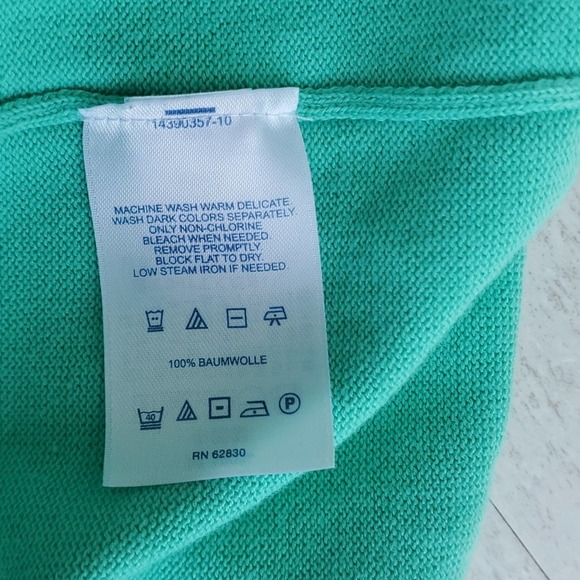 14390357-10
MACHINE WASH WARM DELICATE
WASH DARK COLORS SEPARATELY
ONLY NON-CHLORINE
BLEACH WHEN NEEDED.
REMOVE PROMPTLY.
BLOCK FLAT TO DRY.
LOW STEAM IRON IF NEEDED.
100% BAUMWOLLE
40 P
RN 62830